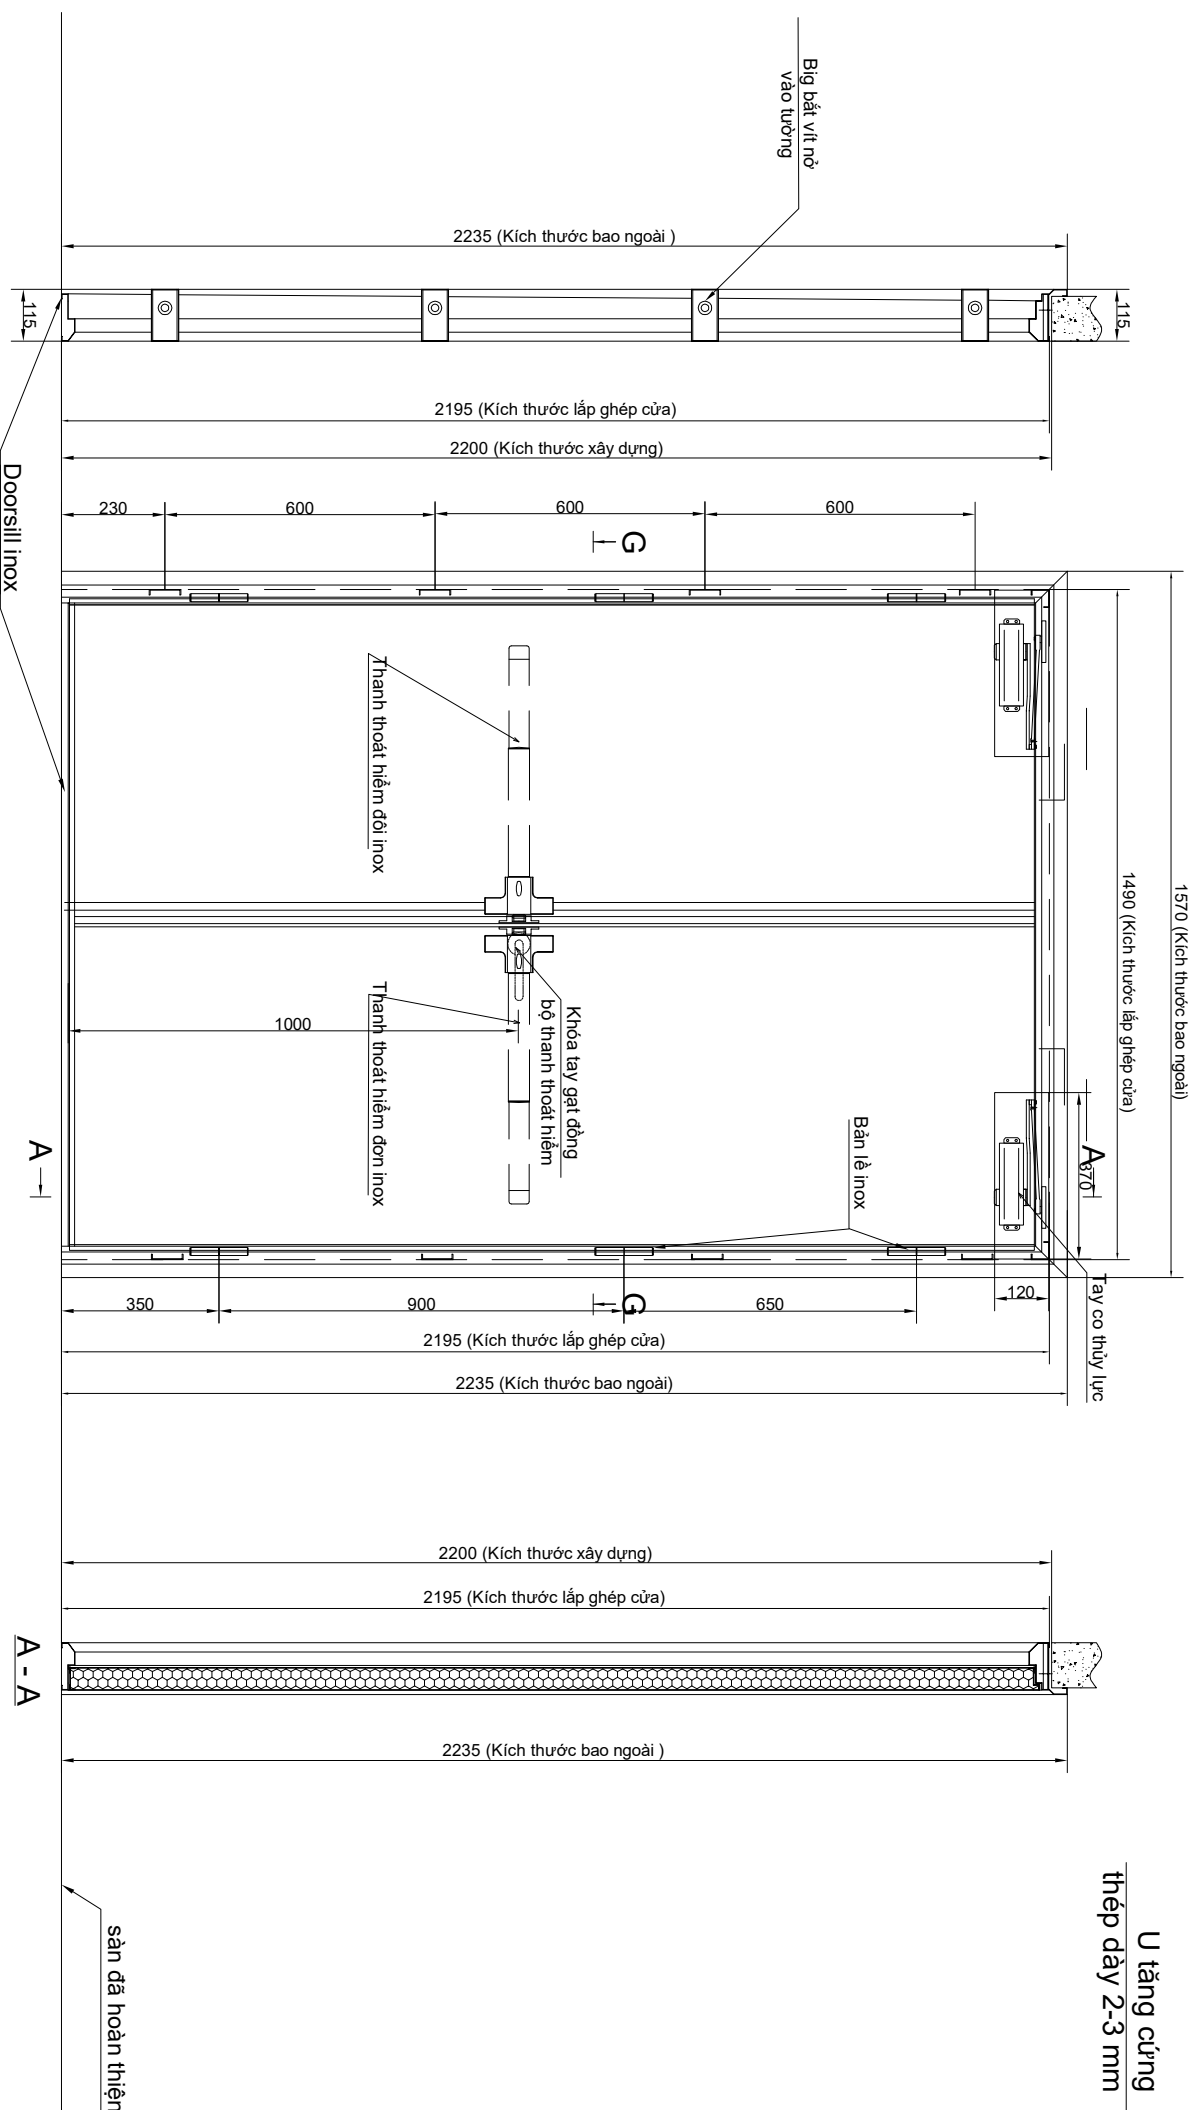 Big bắt vít nở
vào tường
2235 (Kích thước bao ngoài )
115
115
2195 (Kích thước lắp ghép cửa)
2200 (Kích thước xây dựng)
Doorsill inox
230
600
600
600
G
1570 (Kích thước bao ngoài)
1490 (Kích thước lắp ghép cửa)
Thanh thoát hiểm đôi inox
Thanh thoát hiểm đơn inox
1000
Khóa tay gạt đồng
bộ thanh thoát hiểm
Bản lề inox
A
A
370
Tay co thủy lực
120
350
900
G
650
2195 (Kích thước lắp ghép cửa)
2235 (Kích thước bao ngoài)
2200 (Kích thước xây dựng)
2195 (Kích thước lắp ghép cửa)
A - A
2235 (Kích thước bao ngoài )
U tăng cứng
thép dày 2-3 mm
sàn đã hoàn thiện